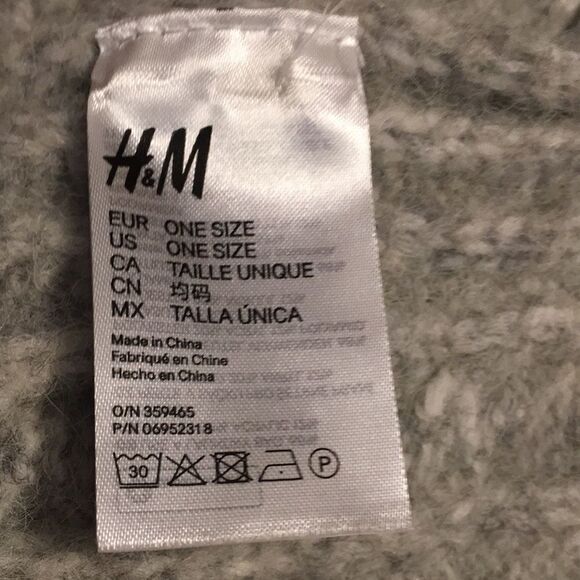 H&M
EUR ONE SIZE
US ONE SIZE
CA TAILLE UNIQUE
CN 均码
MX TALLA ÚNICA
Made in China
Fabriqué en Chine
Hecho en China
O/N 359465
P/N 06952318
30
P